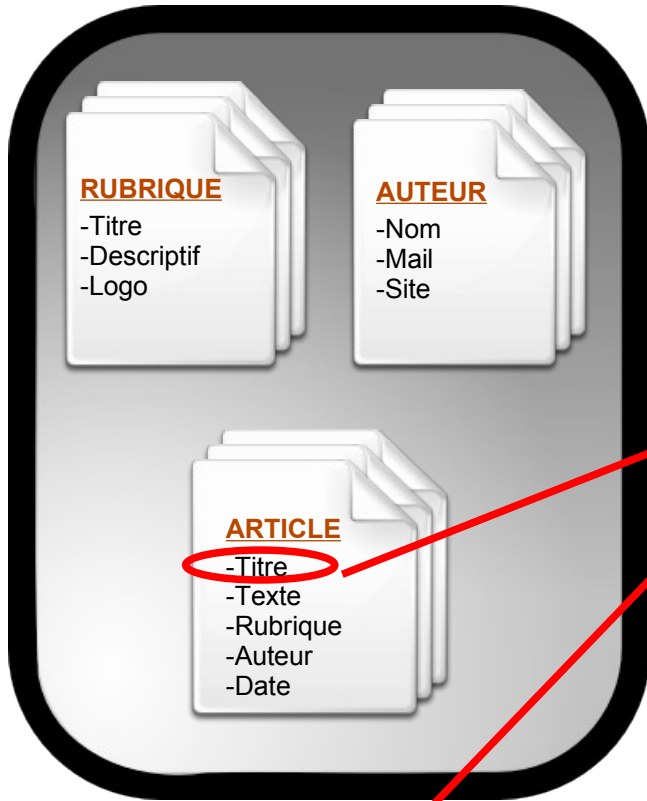 RUBRIQUE
-Titre
-Descriptif
-Logo
AUTEUR
-Nom
-Mail
-Site
ARTICLE
-Titre
-Texte
-Rubrique
-Auteur
-Date